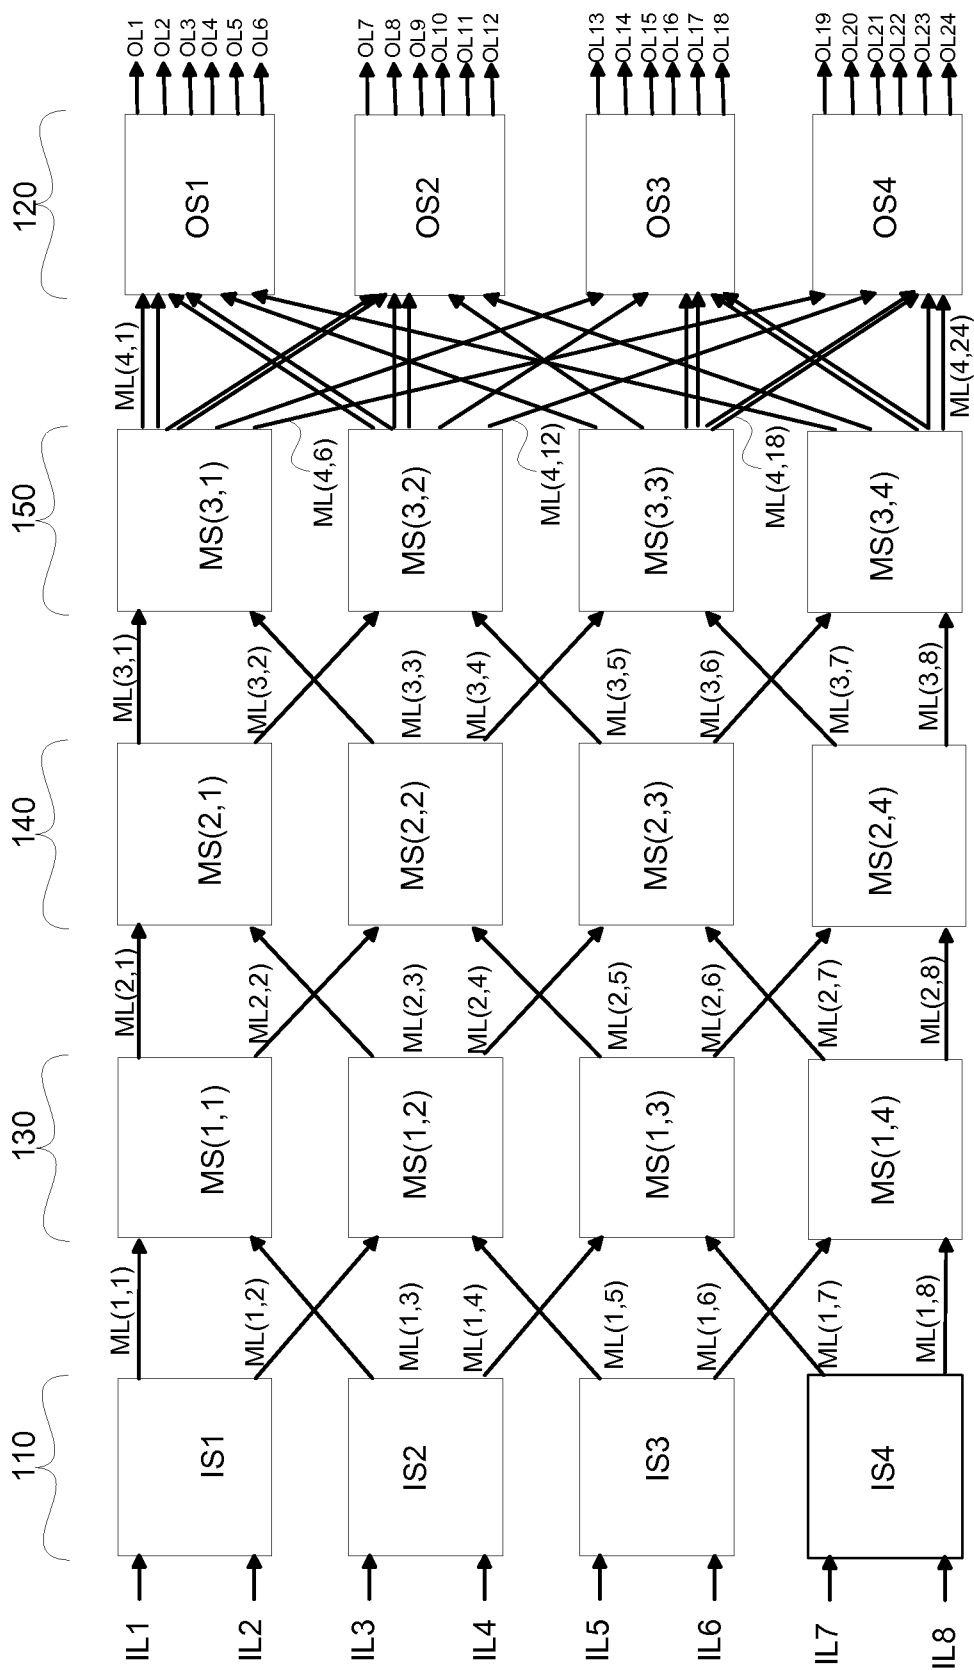 110
130
140
150
120
IL1
ML(1,1)
ML(2,1)
ML(3,1)
ML(4,1)
OL1
OL2
OL3
OL4
OL5
OL6
IS1
MS(1,1)
MS(2,1)
MS(3,1)
OS1
IL2
ML(1,2)
ML2,2)
ML(3,2)
ML(4,6)
IL3
ML(1,3)
ML(2,3)
ML(3,3)
OL7
OL8
OL9
OL10
OL11
OL12
IS2
MS(1,2)
MS(2,2)
MS(3,2)
OS2
IL4
ML(1,4)
ML(2,4)
ML(3,4)
ML(4,12)
IL5
ML(1,5)
ML(2,5)
ML(3,5)
OL13
OL14
OL15
OL16
OL17
OL18
IS3
MS(1,3)
MS(2,3)
MS(3,3)
OS3
IL6
ML(1,6)
ML(2,6)
ML(3,6)
ML(4,18)
IL7
ML(1,7)
ML(2,7)
ML(3,7)
OL19
OL20
OL21
OL22
OL23
OL24
IS4
MS(1,4)
MS(2,4)
MS(3,4)
OS4
IL8
ML(1,8)
ML(2,8)
ML(3,8)
ML(4,24)